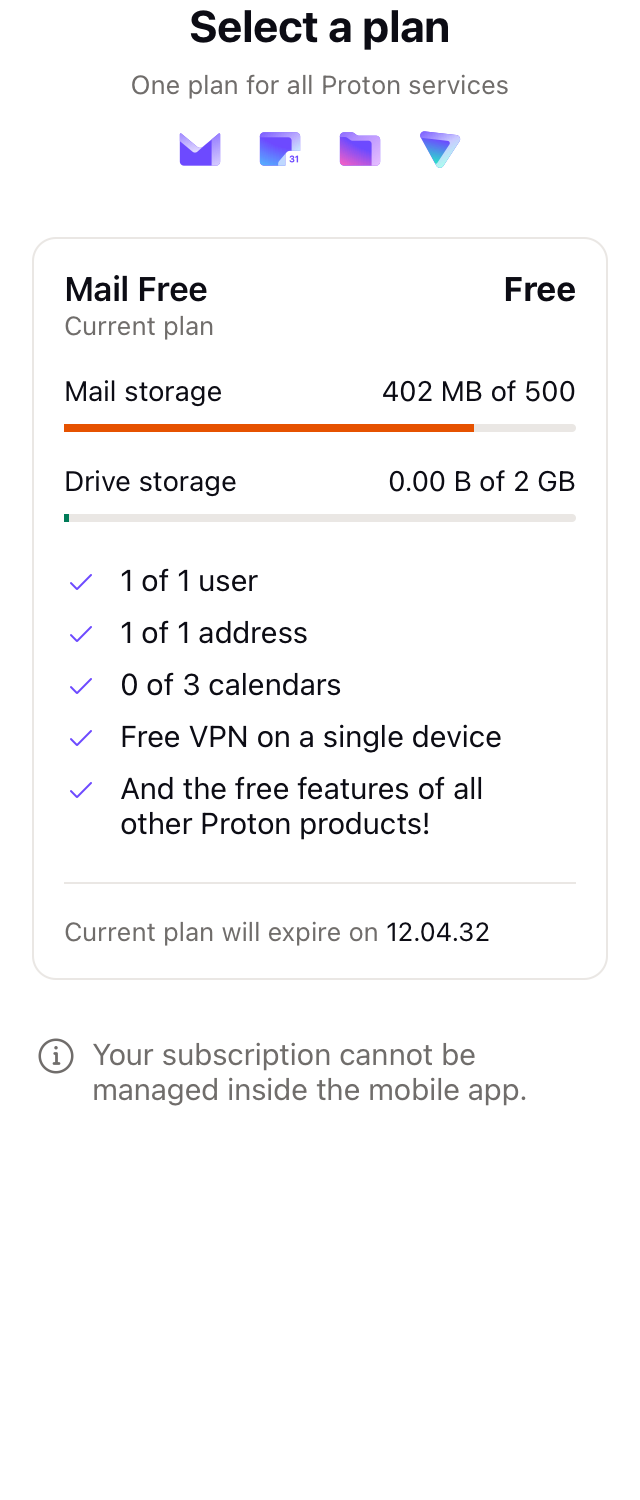 Select a plan
One plan for all Proton services
31
Mail Free Free
Current plan
Mail storage 402 MB of 500
Drive storage 0.00 B of 2 GB
1 of 1 user
1 of 1 address
0 of 3 calendars
Free VPN on a single device
And the free features of all
other Proton products!
Current plan will expire on 12.04.32
Your subscription cannot be
managed inside the mobile app.